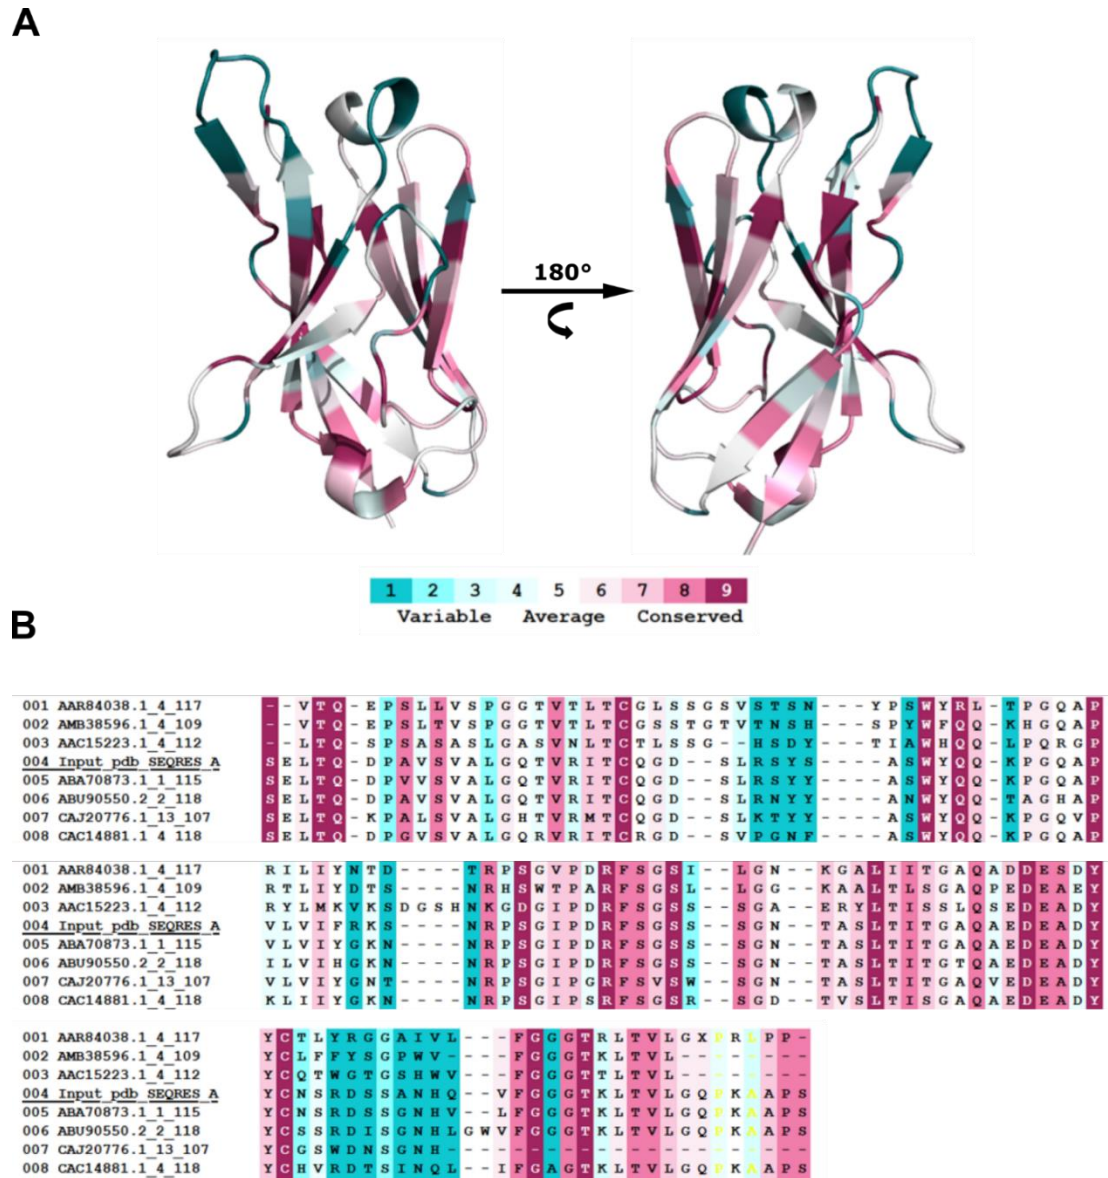 A
180°
1 2 3 4 5 6 7 8 9
Variable Average Conserved
B
001 AAR84038.1_4_117 - - V T Q - E P S L L V S P G G T V T L T C G L S S G S V S T S N - - - Y P S W Y R L - T P G Q A P
002 AMB38596.1_4_109 - - V T Q - E P S L T V S P G G T V T L T C G S S T G T V T N S H - - - S P Y W F Q Q - K H G Q A P
003 AAC15223.1_4_112 - - L T Q - S P S A S A S L G A S V N L T C T L S S G - - H S D Y - - - T I A W H Q Q - L P Q R G P
004 Input_pdb_SEQRES_A S E L T Q - D P A V S V A L G Q T V R I T C Q G D - - S L R S Y S - - - - A S W Y Q Q - K P G Q A P
005 ABA70873.1_1_115 S E L T Q - D P V V S V A L G Q T V R I T C Q G D - - S L R S Y Y - - - - A S W Y Q Q - K P G Q A P
006 ABU90550.2_2_118 S E L T Q - D P A V S V A L G Q T V R I T C Q G D - - S L R N Y Y - - - - A N W Y Q Q - T A G H A P
007 CAJ20776.1_13_107 S E L T Q - K P A L S V A L G H T V R M T C Q G D - - S L K T Y Y - - - - A S W Y Q Q - K P G Q V P
008 CAC14881.1_4_118 S E L T Q - D P G V S V A L G Q R V R I T C R G D - - S V P G N F - - - - A S W Y Q Q - K P G Q V P
001 AAR84038.1_4_117 R I L I Y N T D - - - - T R P S G V P D R F S G S I - - L G N - - K G A L I I T G A Q A D D E S D Y
002 AMB38596.1_4_109 R T L I Y D T S - - - - N R H S W T P A R F S G S L - - L G G - - K A A L T L S G A Q P E D E A D Y
003 AAC15223.1_4_112 R Y L M K V K S D G S H N K G D G I P D R F S G S S - - S G A - - E R Y L T I S S L Q S E D E A D Y
004 Input_pdb_SEQRES_A V L V I F R K S - - - - N R P S G I P D R F S G S S - - S G N - - T A S L T I T G A Q A E D E A D Y
005 ABA70873.1_1_115 V L V I Y G K N - - - - N R P S G I P D R F S G S S - - S G N - - T A S L T I T G A Q A E D E A D Y
006 ABU90550.2_2_118 I L V I H G K N - - - - N R P S G I P D R F S G S S - - S G N - - T A S L T I T G T Q A E D E A D Y
007 CAJ20776.1_13_107 V L V I Y G N T - - - - N R P S G I P D R F S V S W - - S G N - - T A S L T I T G A Q V E D E A D Y
008 CAC14881.1_4_118 K L I I Y G K N - - - - N R P S G I P S R F S G S R - - S G D - - T V S L T I S G A Q A E D E A D Y
001 AAR84038.1_4_117 Y C T L Y R G G A I V L - - - F G G G T R L T V L G X P R L P P -
002 AMB38596.1_4_109 Y C L F F Y S G P W V - - - - F G G G T K L T V L - - - - - - - -
003 AAC15223.1_4_112 Y C Q T W G T G S H W V - - - F G G G T T L T V L L - - - - - - -
004 Input_pdb_SEQRES_A Y C N S R D S S A N H Q - - V F G G G T K L T V L G Q P K A A P S
005 ABA70873.1_1_115 Y C N S R D S S G N H V - - L F G G G T K L T V L G Q P K A A P S
006 ABU90550.2_2_118 Y C S S R D I S G N H L G W V F G G G T K L T V L G Q P K A A P S
007 CAJ20776.1_13_107 Y C G S W D N S G N H - - - - - - - - - - - - - - - - - - - - - -
008 CAC14881.1_4_118 Y C H V R D T S I N Q L - - I F G A G T K L T V L G Q P K A A P S